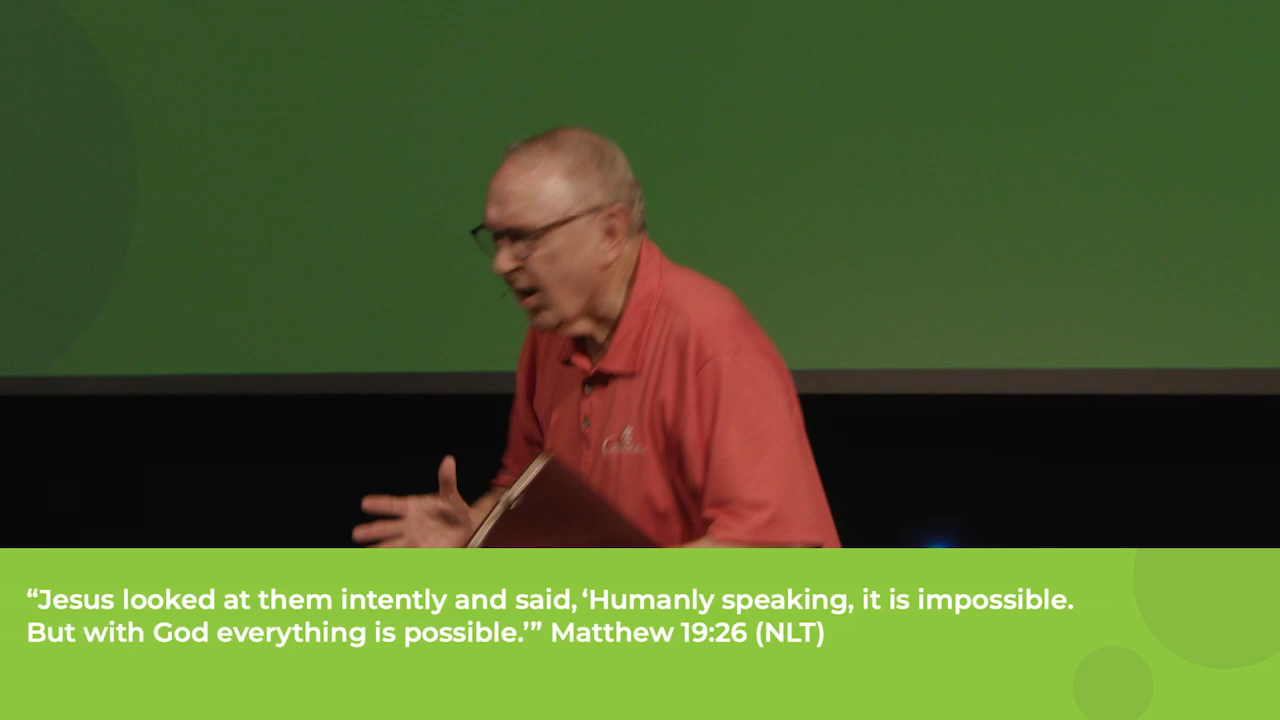 “Jesus looked at them intently and said, ‘Humanly speaking, it is impossible.
But with God everything is possible.’” Matthew 19:26 (NLT)